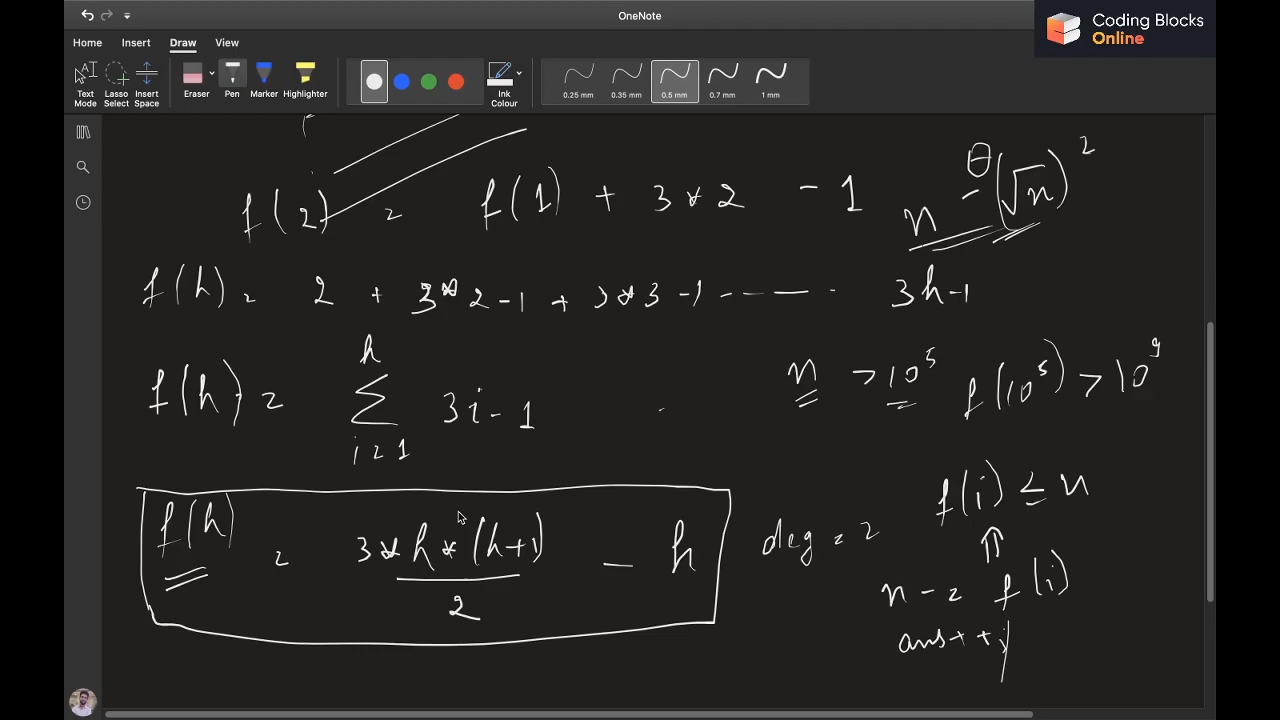 OneNote
Coding Blocks
Online
Home Insert Draw View
Text Mode
Lasso Select
Insert Space
Eraser
Pen
Marker
Highlighter
Ink Colour
0.25 mm
0.35 mm
0.5 mm
0.7 mm
1 mm
f(2) = f(1) + 3*2 - 1
n - θ(√n)²
f(h) = 2 + 3*2-1 + 3*3-1 ------ 3h-1
f(h) = h Σ i=1 3i-1
n > 10⁵ f(10⁵) > 10⁹
f(h) = 3*h*(h+1) / 2 - h
deg = 2
f(i) ≤ n
⇑
n -= f(i)
ans++;